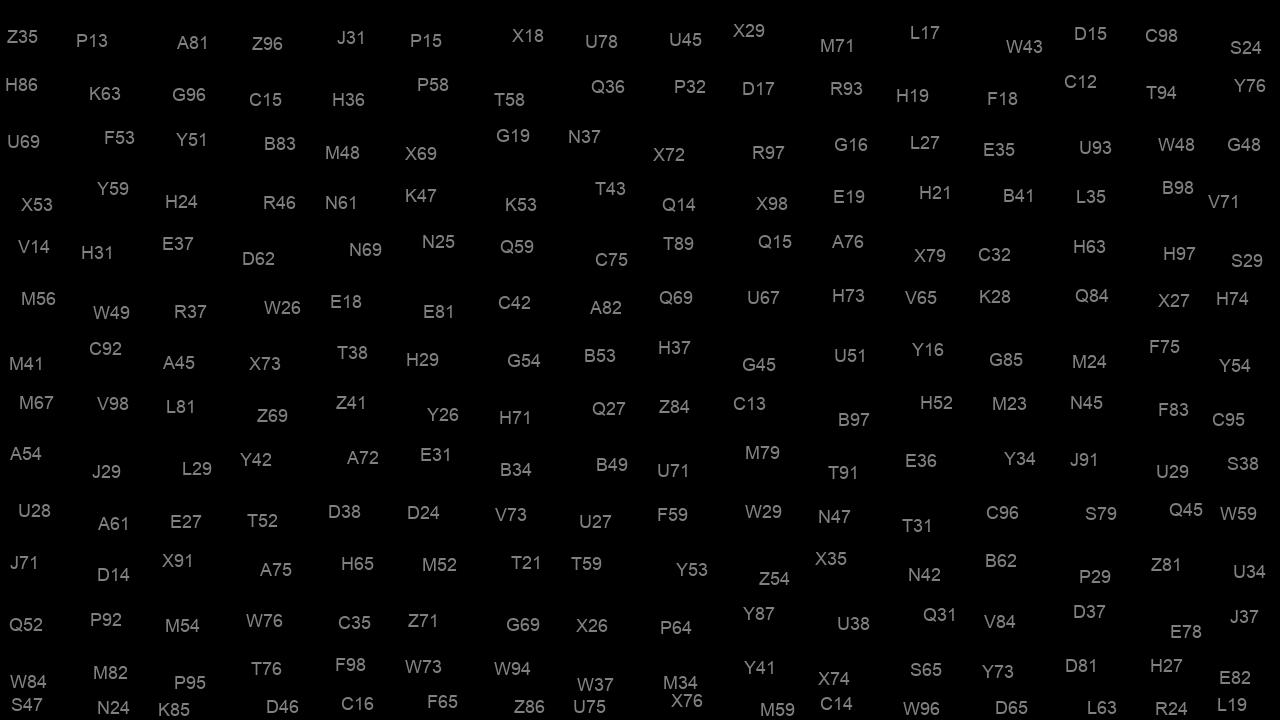 Z35 P13 A81 Z96 J31 P15 X18 U78 U45 X29 M71 L17 W43 D15 C98 S24
H86 K63 G96 C15 H36 P58 T58 Q36 P32 D17 R93 H19 F18 C12 T94 Y76
U69 F53 Y51 B83 M48 X69 G19 N37 X72 R97 G16 L27 E35 U93 W48 G48
X53 Y59 H24 R46 N61 K47 K53 T43 Q14 X98 E19 H21 B41 L35 B98 V71
V14 H31 E37 D62 N69 N25 Q59 C75 T89 Q15 A76 X79 C32 H63 H97 S29
M56 W49 R37 W26 E18 E81 C42 A82 Q69 U67 H73 V65 K28 Q84 X27 H74
M41 C92 A45 X73 T38 H29 G54 B53 H37 G45 U51 Y16 G85 M24 F75 Y54
M67 V98 L81 Z69 Z41 Y26 H71 Q27 Z84 C13 B97 H52 M23 N45 F83 C95
A54 J29 L29 Y42 A72 E31 B34 B49 U71 M79 T91 E36 Y34 J91 U29 S38
U28 A61 E27 T52 D38 D24 V73 U27 F59 W29 N47 T31 C96 S79 Q45 W59
J71 D14 X91 A75 H65 M52 T21 T59 Y53 Z54 X35 N42 B62 P29 Z81 U34
Q52 P92 M54 W76 C35 Z71 G69 X26 P64 Y87 U38 Q31 V84 D37 E78 J37
W84 M82 P95 T76 F98 W73 W94 W37 M34 Y41 X74 S65 Y73 D81 H27 E82
S47 N24 K85 D46 C16 F65 Z86 U75 X76 M59 C14 W96 D65 L63 R24 L19